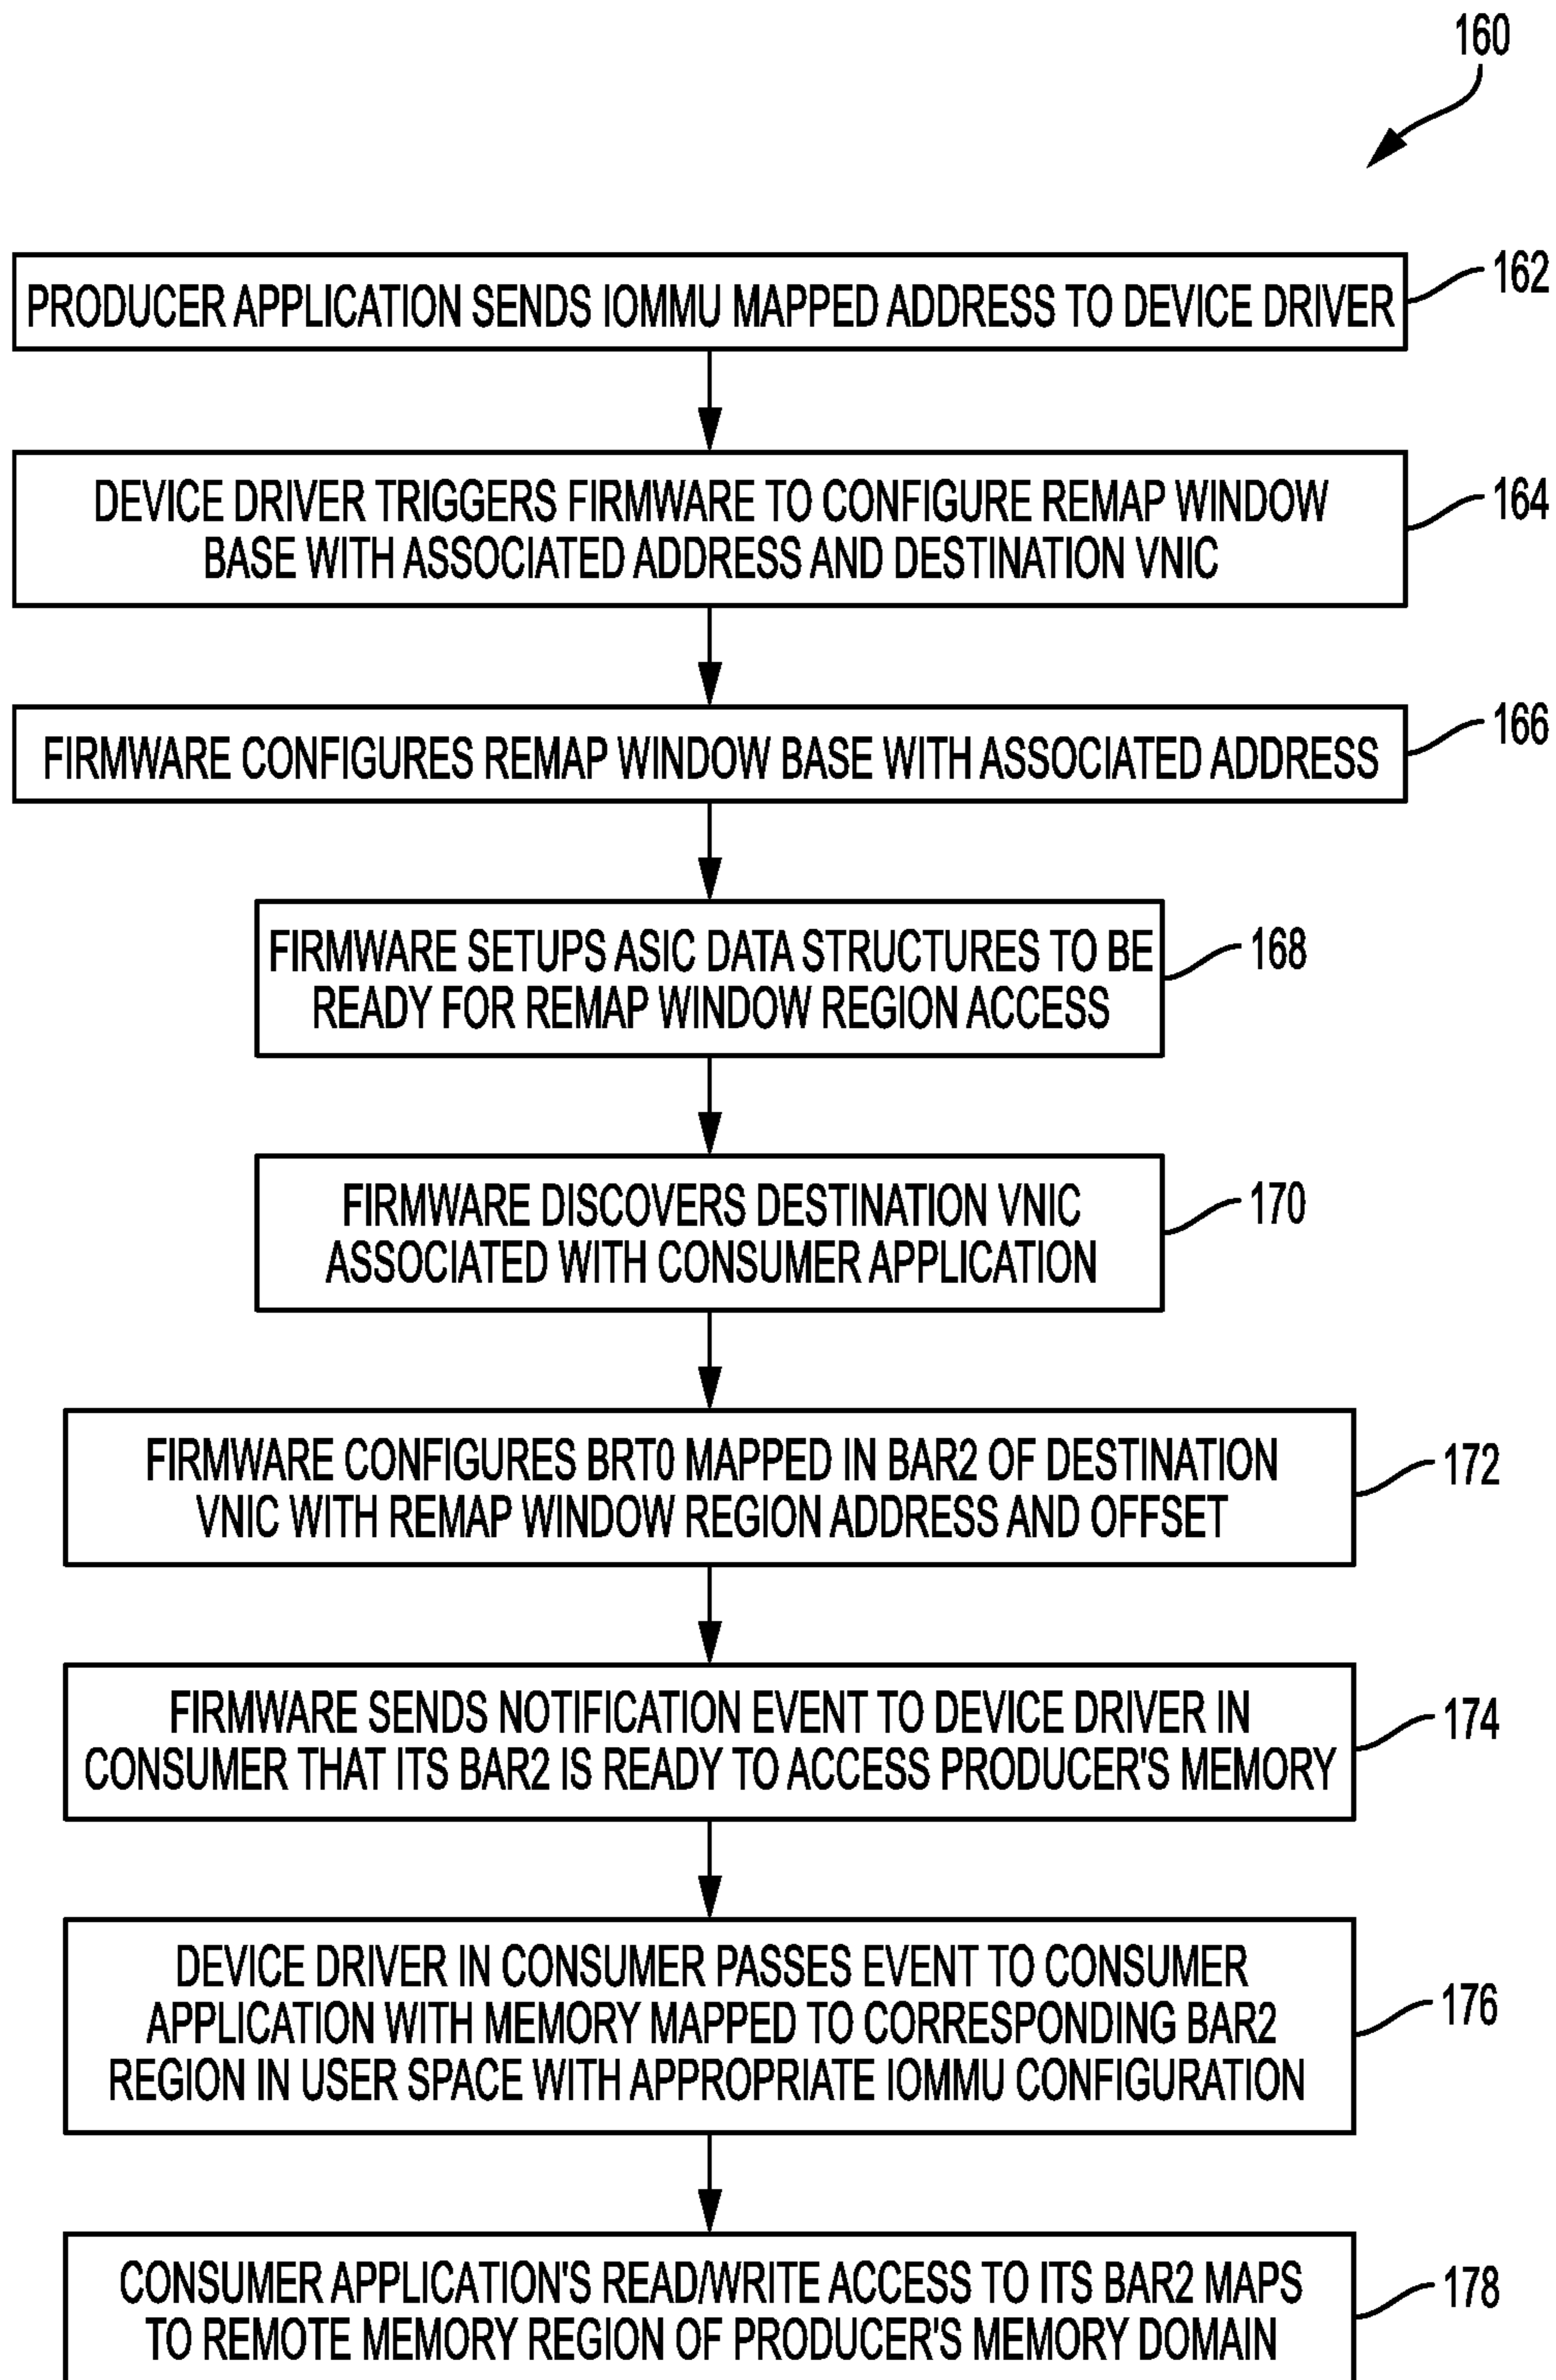 160
PRODUCER APPLICATION SENDS IOMMU MAPPED ADDRESS TO DEVICE DRIVER
162
DEVICE DRIVER TRIGGERS FIRMWARE TO CONFIGURE REMAP WINDOW
BASE WITH ASSOCIATED ADDRESS AND DESTINATION VNIC
164
FIRMWARE CONFIGURES REMAP WINDOW BASE WITH ASSOCIATED ADDRESS
166
FIRMWARE SETUPS ASIC DATA STRUCTURES TO BE
READY FOR REMAP WINDOW REGION ACCESS
168
FIRMWARE DISCOVERS DESTINATION VNIC
ASSOCIATED WITH CONSUMER APPLICATION
170
FIRMWARE CONFIGURES BRT0 MAPPED IN BAR2 OF DESTINATION
VNIC WITH REMAP WINDOW REGION ADDRESS AND OFFSET
172
FIRMWARE SENDS NOTIFICATION EVENT TO DEVICE DRIVER IN
CONSUMER THAT ITS BAR2 IS READY TO ACCESS PRODUCER'S MEMORY
174
DEVICE DRIVER IN CONSUMER PASSES EVENT TO CONSUMER
APPLICATION WITH MEMORY MAPPED TO CORRESPONDING BAR2
REGION IN USER SPACE WITH APPROPRIATE IOMMU CONFIGURATION
176
CONSUMER APPLICATION'S READ/WRITE ACCESS TO ITS BAR2 MAPS
TO REMOTE MEMORY REGION OF PRODUCER'S MEMORY DOMAIN
178